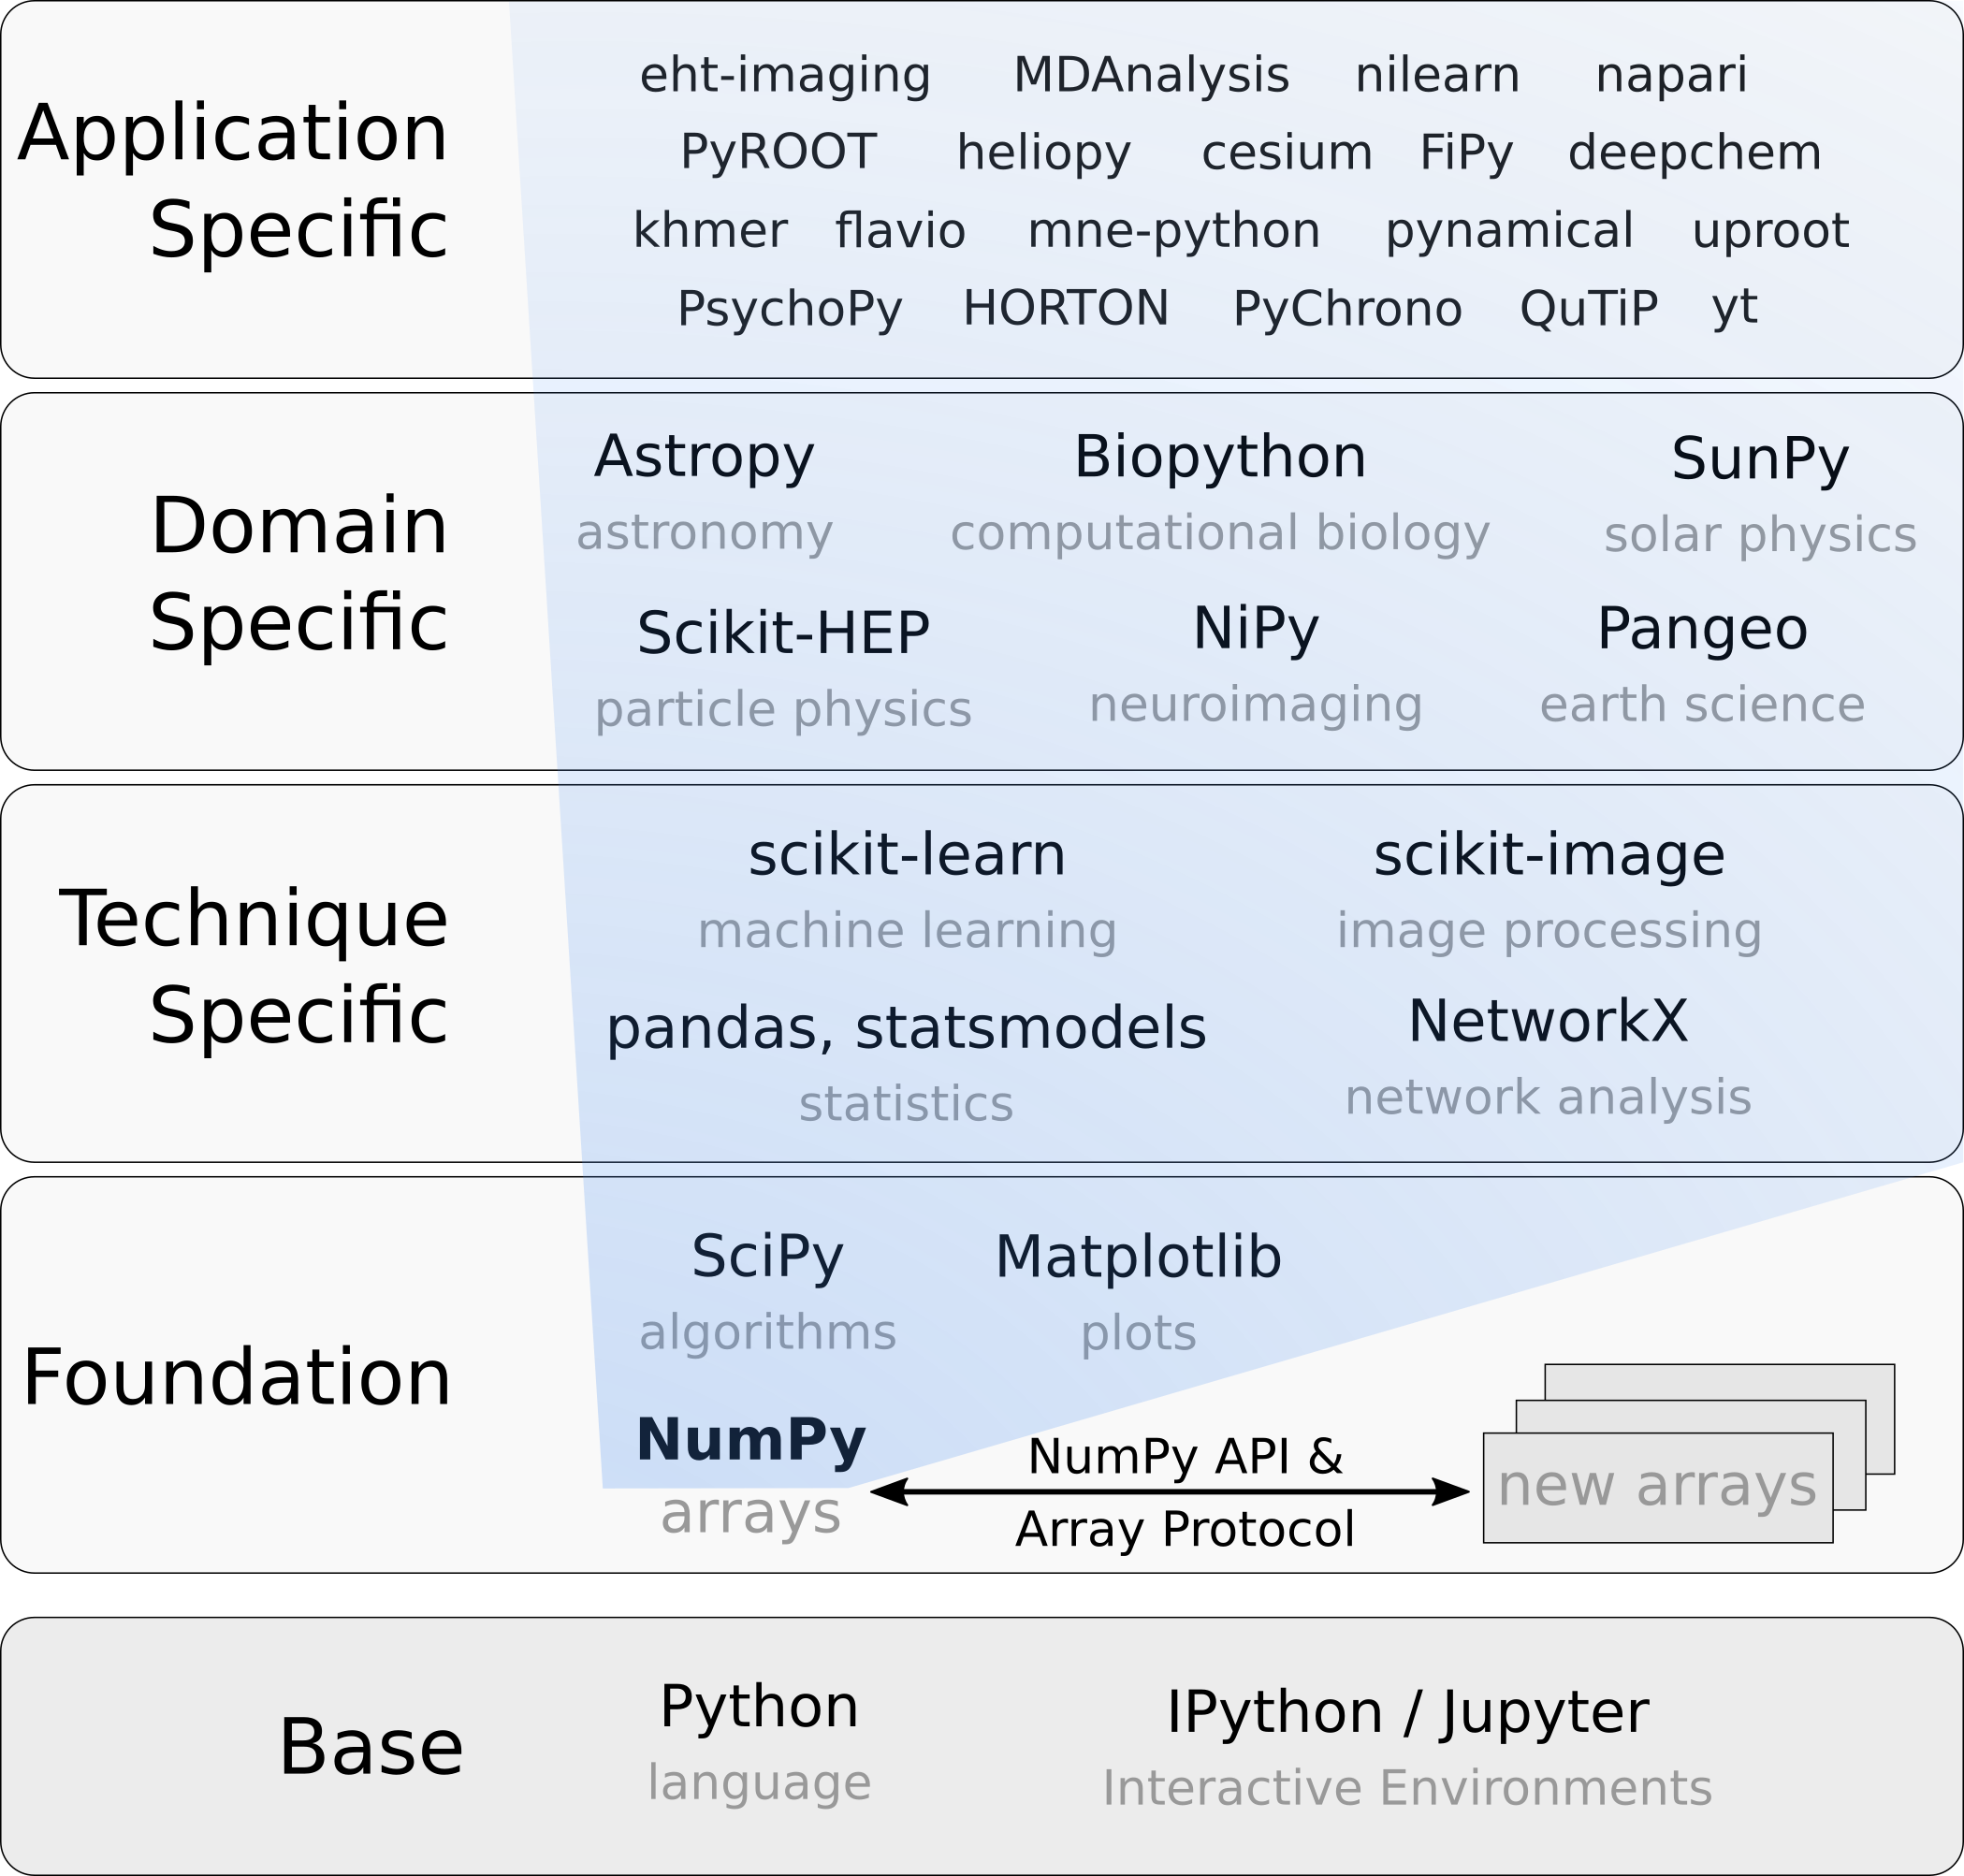 Application
Specific
eht-imaging MDAnalysis nilearn napari
PyROOT heliopy cesium FiPy deepchem
khmer flavio mne-python pynamical uproot
PsychoPy HORTON PyChrono QuTiP yt
Domain
Specific
Astropy Biopython SunPy
astronomy computational biology solar physics
Scikit-HEP NiPy Pangeo
particle physics neuroimaging earth science
Technique
Specific
scikit-learn scikit-image
machine learning image processing
pandas, statsmodels NetworkX
statistics network analysis
Foundation
SciPy Matplotlib
algorithms plots
NumPy
arrays
NumPy API &
Array Protocol
new arrays
Base
Python IPython / Jupyter
language Interactive Environments